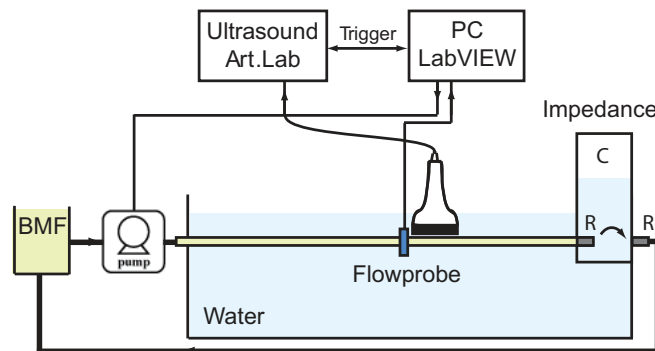 Ultrasound
Art.Lab
Trigger
PC
LabVIEW
Impedance
C
BMF
pump
R
R
Flowprobe
Water